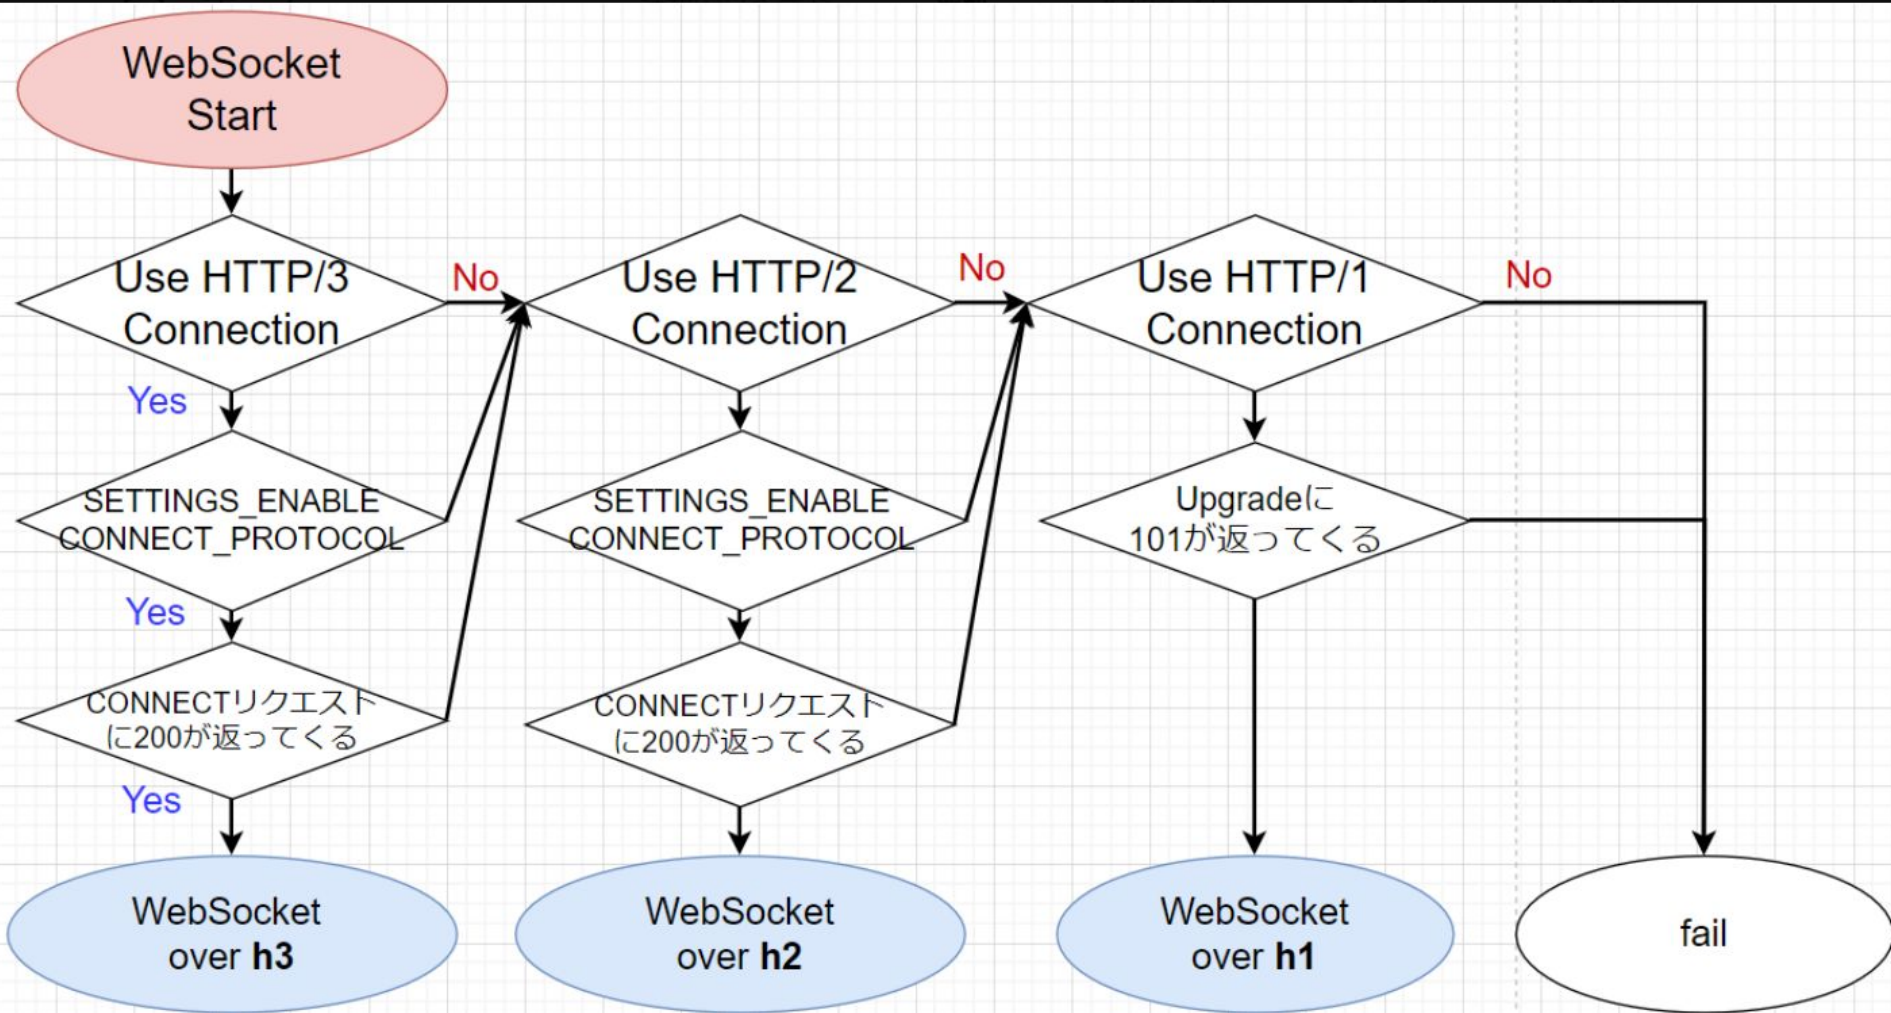 WebSocket
Start
Use HTTP/3
Connection
No
Use HTTP/2
Connection
No
Use HTTP/1
Connection
No
Yes
SETTINGS_ENABLE
CONNECT_PROTOCOL
SETTINGS_ENABLE
CONNECT_PROTOCOL
Upgradeに
101が返ってくる
Yes
CONNECTリクエスト
に200が返ってくる
CONNECTリクエスト
に200が返ってくる
Yes
WebSocket
over h3
WebSocket
over h2
WebSocket
over h1
fail